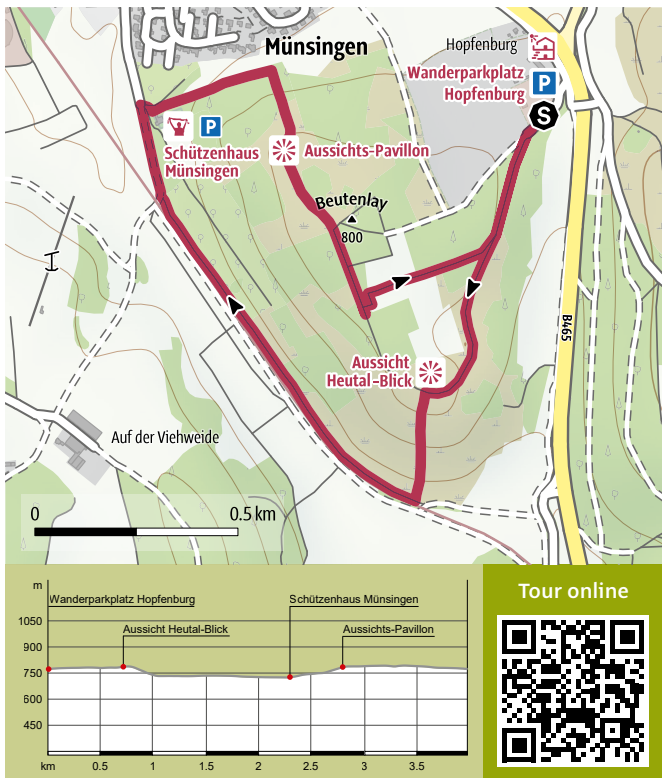 Münsingen
Hopfenburg
Wanderparkplatz
Hopfenburg
P
S
P
Schützenhaus
Münsingen
Aussichts-Pavillon
Beutenlay
800
B465
Aussicht
Heutal-Blick
Auf der Viehweide
0 0.5 km
m
Wanderparkplatz Hopfenburg
Schützenhaus Münsingen
1050
Aussicht Heutal-Blick
Aussichts-Pavillon
900
750
600
450
km 0.5 1 1.5 2 2.5 3 3.5
Tour online